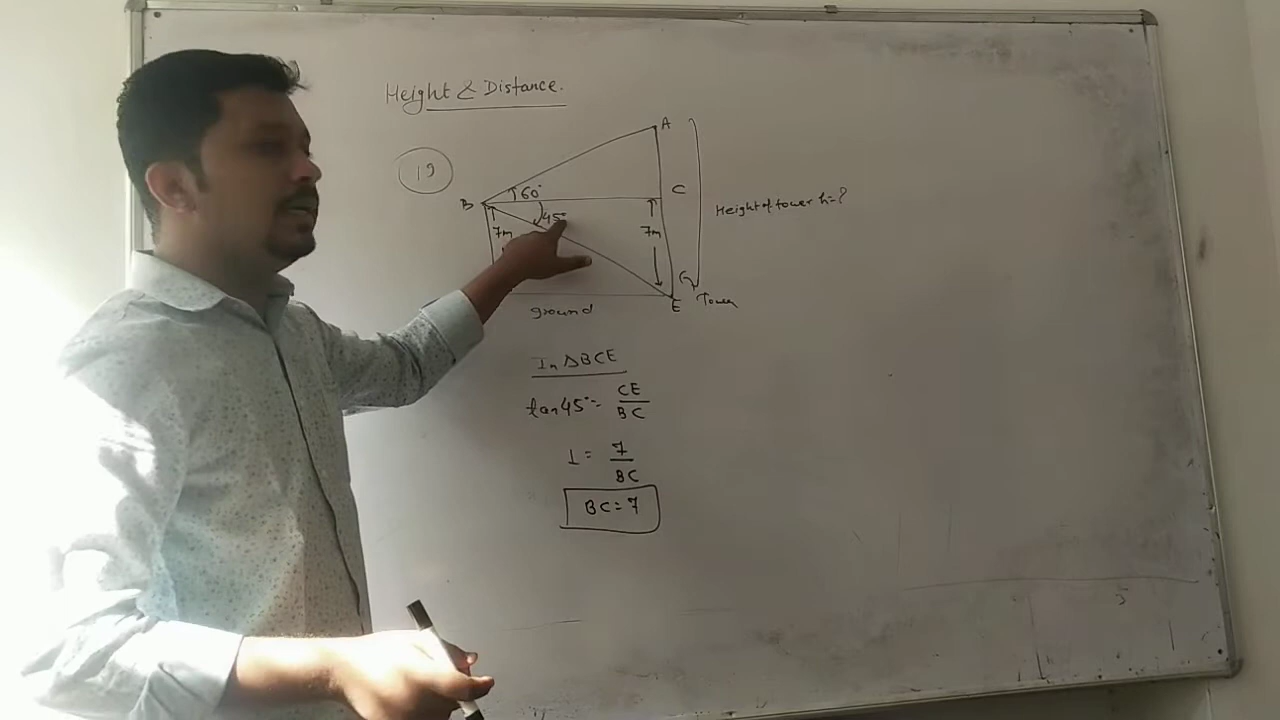 Height & Distance.
19
A
B
60°
C
45°
7m
7m
Height of tower h=?
E
Tower
ground
In ΔBCE
tan45°= CE
BC
1 = 7
BC
BC=7